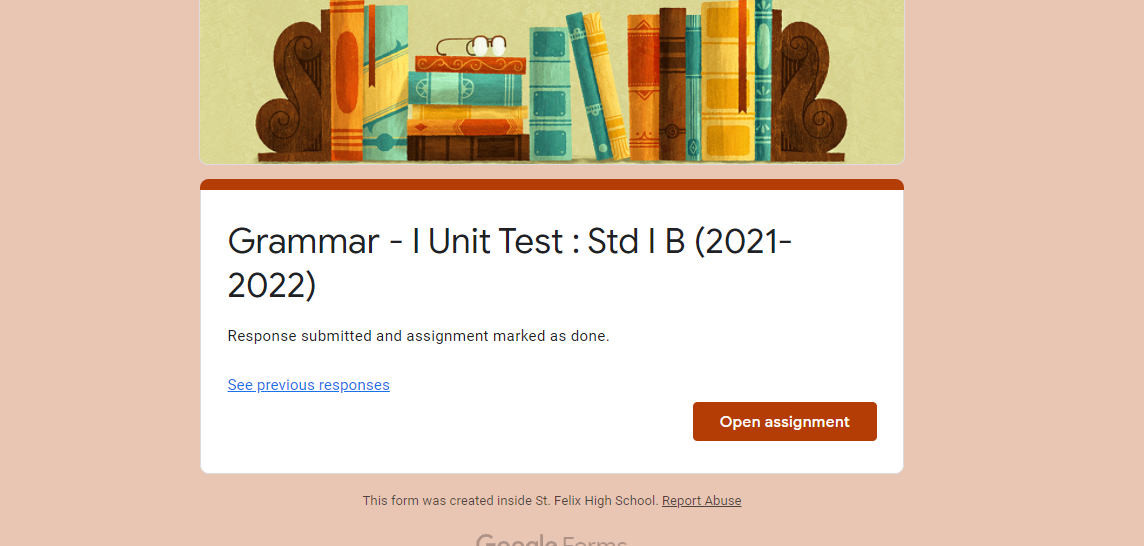 Grammar - I Unit Test : Std I B (2021-
2022)
Response submitted and assignment marked as done.
See previous responses
Open assignment
This form was created inside St. Felix High School. Report Abuse
Google Forms